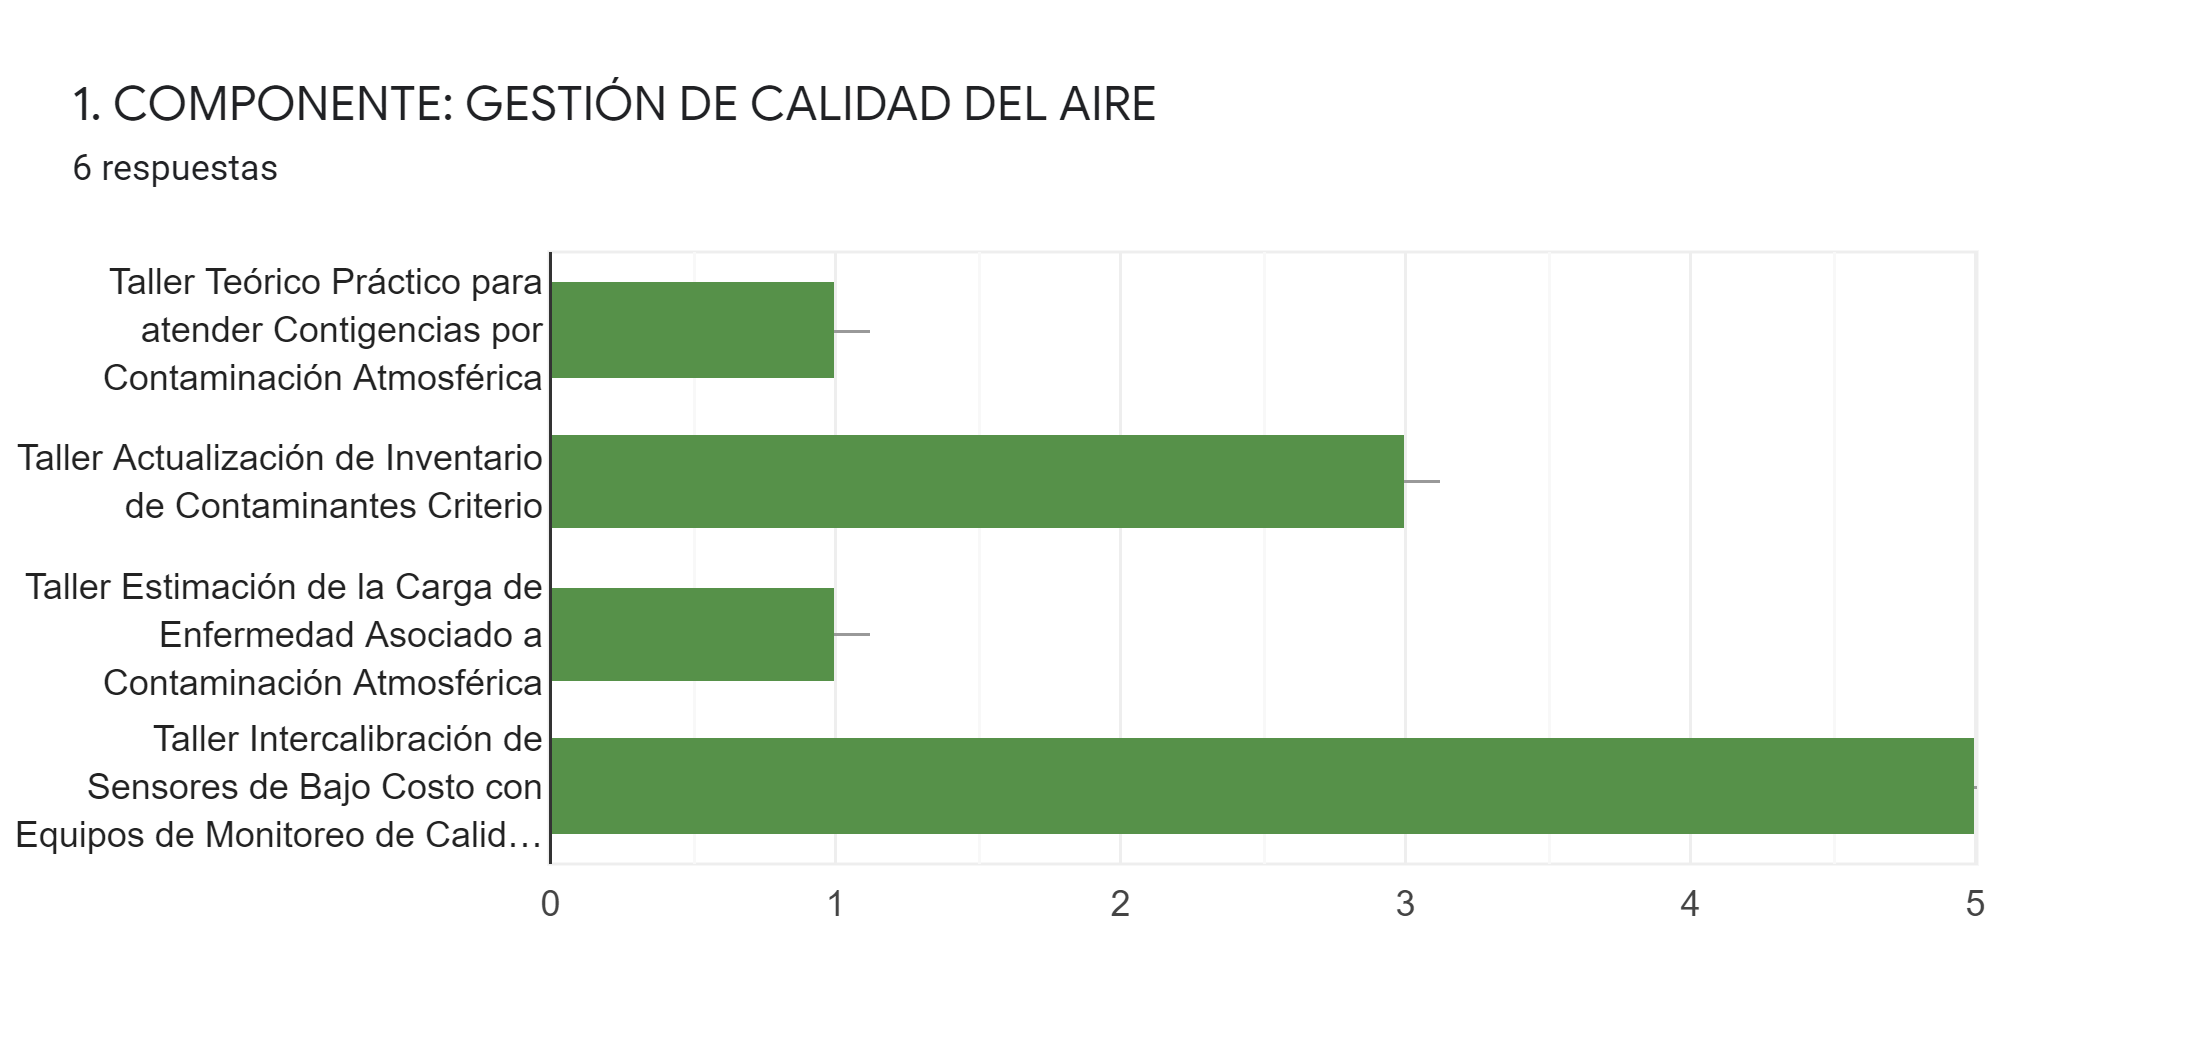 1. COMPONENTE: GESTIÓN DE CALIDAD DEL AIRE
6 respuestas
Taller Teórico Práctico para
atender Contigencias por
Contaminación Atmosférica
Taller Actualización de Inventario
de Contaminantes Criterio
Taller Estimación de la Carga de
Enfermedad Asociado a
Contaminación Atmosférica
Taller Intercalibración de
Sensores de Bajo Costo con
Equipos de Monitoreo de Calid…
0 1 2 3 4 5